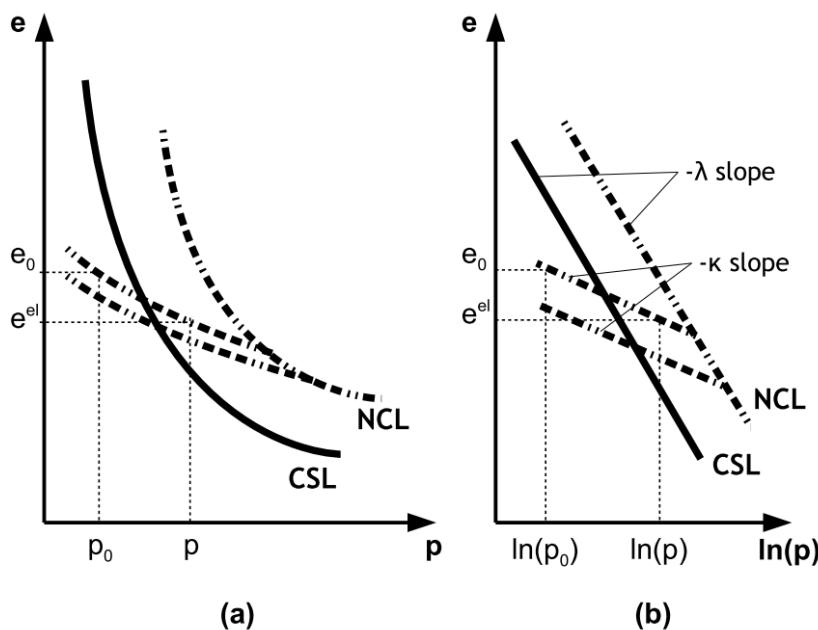 e
e₀
eᵉˡ
NCL
CSL
p₀
p
p
(a)
e
-λ slope
e₀
-κ slope
eᵉˡ
NCL
CSL
ln(p₀)
ln(p)
ln(p)
(b)